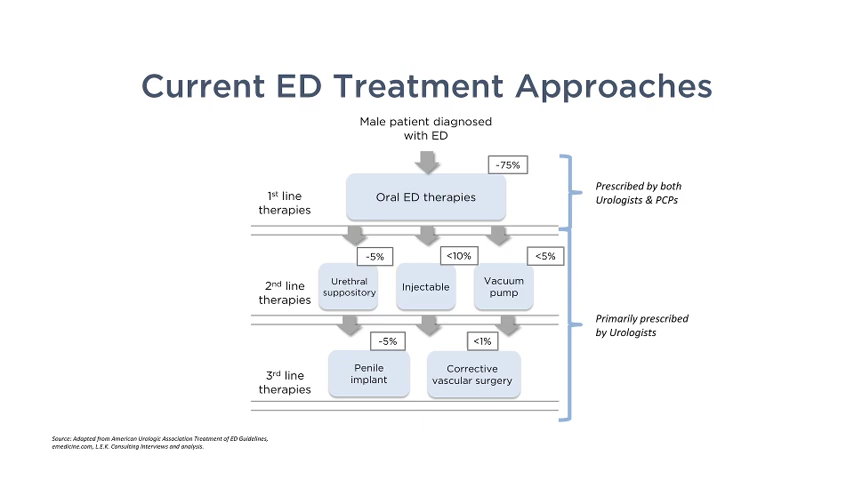 Current ED Treatment Approaches
Male patient diagnosed
with ED
~75%
1st line
therapies
Oral ED therapies
Prescribed by both
Urologists & PCPs
~5%
<10%
<5%
2nd line
therapies
Urethral
suppository
Injectable
Vacuum
pump
Primarily prescribed
by Urologists
~5%
<1%
3rd line
therapies
Penile
implant
Corrective
vascular surgery
Source: Adapted from American Urologic Association Treatment of ED Guidelines,
emedicine.com, L.E.K. Consulting interviews and analysis.